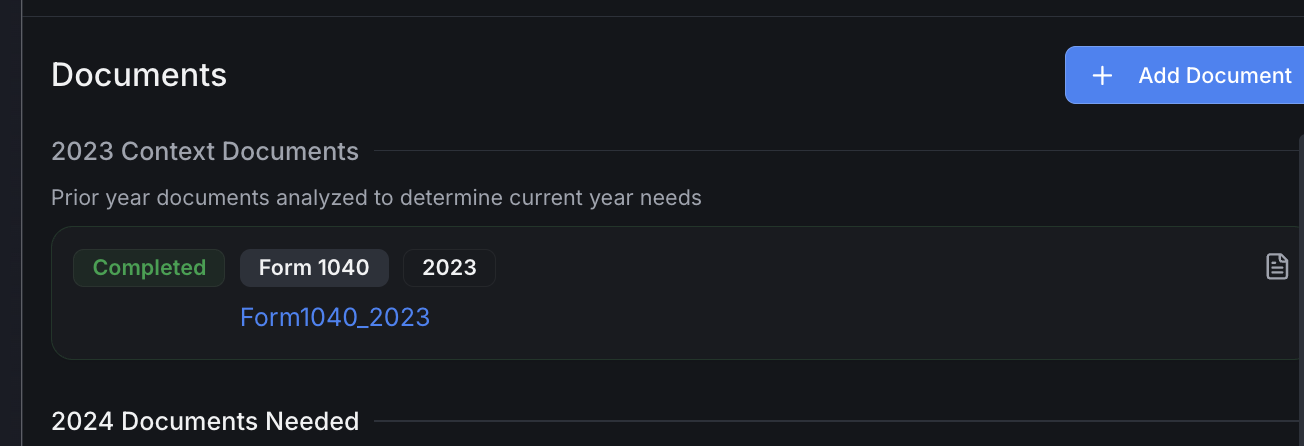 Documents
+ Add Document
2023 Context Documents
Prior year documents analyzed to determine current year needs
Completed Form 1040 2023
Form1040_2023
2024 Documents Needed